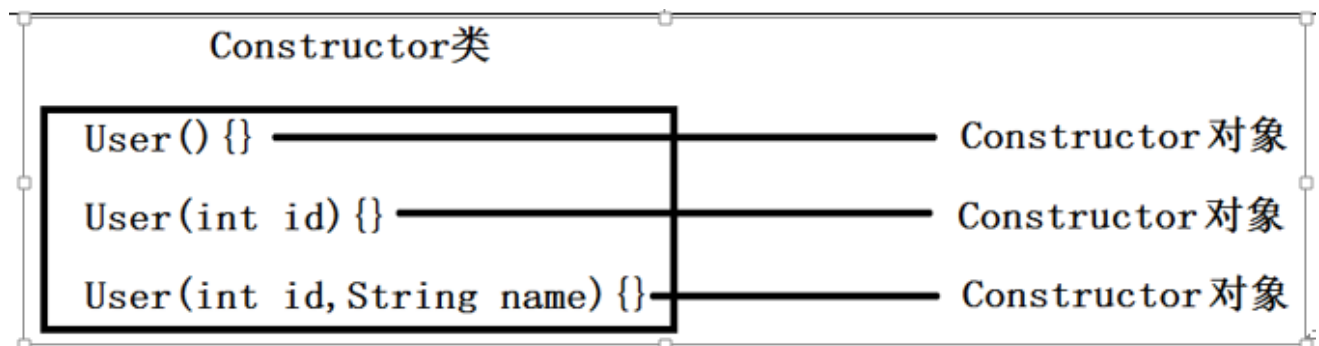 Constructor类
User(){} Constructor对象
User(int id){} Constructor对象
User(int id,String name){} Constructor对象